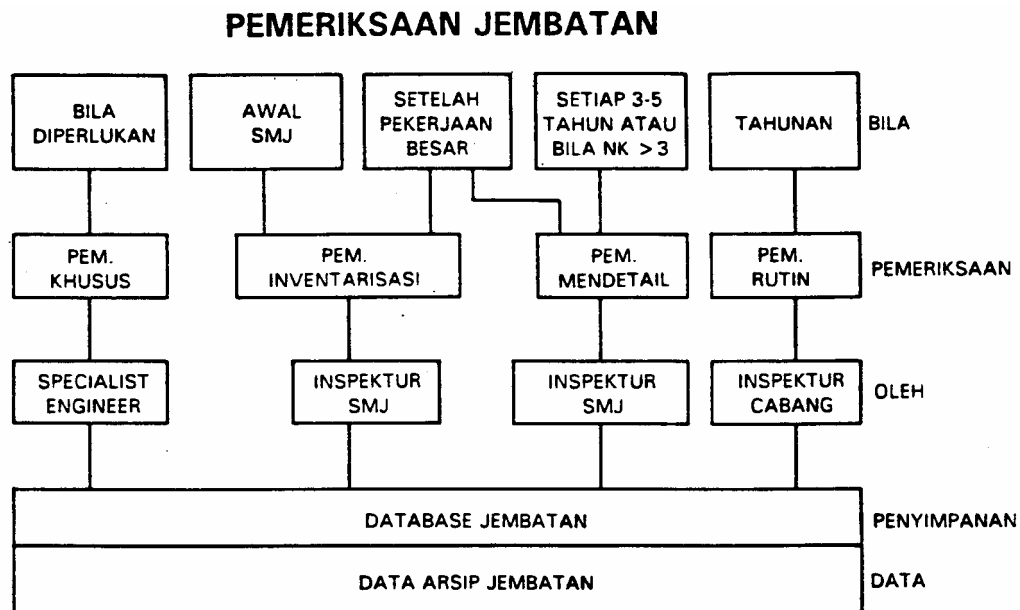 PEMERIKSAAN JEMBATAN
BILA
DIPERLUKAN
AWAL
SMJ
SETELAH
PEKERJAAN
BESAR
SETIAP 3-5
TAHUN ATAU
BILA NK > 3
TAHUNAN
BILA
PEM.
KHUSUS
PEM.
INVENTARISASI
PEM.
MENDETAIL
PEM.
RUTIN
PEMERIKSAAN
SPECIALIST
ENGINEER
INSPEKTUR
SMJ
INSPEKTUR
SMJ
INSPEKTUR
CABANG
OLEH
DATABASE JEMBATAN
PENYIMPANAN
DATA ARSIP JEMBATAN
DATA